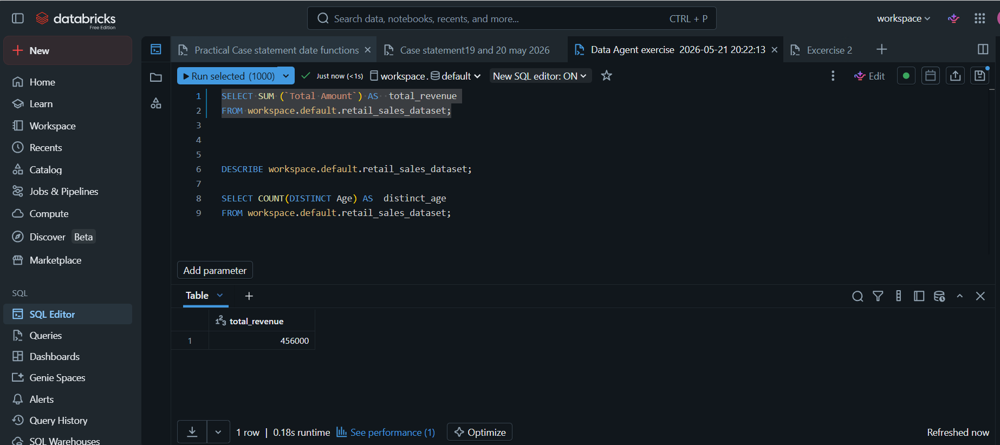 databricks
Free Edition
Search data, notebooks, recents, and more...
CTRL + P
workspace
New
Home
Learn
Workspace
Recents
Catalog
Jobs & Pipelines
Compute
Discover Beta
Marketplace
SQL
SQL Editor
Queries
Dashboards
Genie Spaces
Alerts
Query History
SQL Warehouses
Practical Case statement date functions
Case statement19 and 20 may 2026
Data Agent exercise 2026-05-21 20:22:13
Excercise 2
Run selected (1000)
Just now (<1s)
workspace.
default
New SQL editor: ON
Edit
1 SELECT SUM (`Total Amount`) AS  total_revenue
2 FROM workspace.default.retail_sales_dataset;
3
4
5
6 DESCRIBE workspace.default.retail_sales_dataset;
7
8 SELECT COUNT(DISTINCT Age) AS  distinct_age
9 FROM workspace.default.retail_sales_dataset;
Add parameter
Table
123 total_revenue
1 456000
1 row | 0.18s runtime
See performance (1)
Optimize
Refreshed now